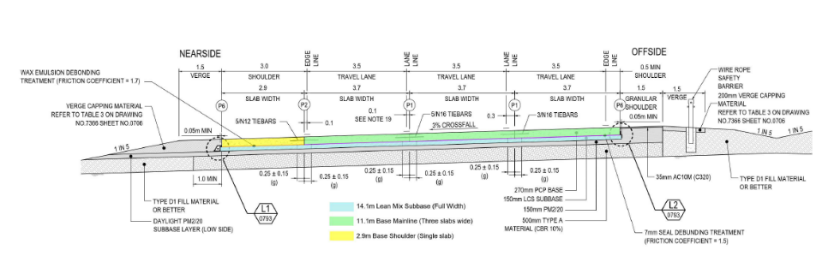 NEARSIDE
OFFSIDE
1.5
VERGE
3.0
SHOULDER
EDGE
LINE
3.5
TRAVEL LANE
LANE
LINE
3.5
TRAVEL LANE
LANE
LINE
3.5
TRAVEL LANE
EDGE
LINE
0.5 MIN
SHOULDER
2.9
SLAB WIDTH
3.7
SLAB WIDTH
3.7
SLAB WIDTH
3.7
SLAB WIDTH
GRANULAR
SHOULDER
1.5
VERGE
WAX EMULSION DEBONDING
TREATMENT (FRICTION COEFFICIENT = 1.7)
VERGE CAPPING MATERIAL
REFER TO TABLE 3 ON DRAWING
NO.7366 SHEET NO.0706
WIRE ROPE
SAFETY
BARRIER
200mm VERGE CAPPING
MATERIAL
REFER TO TABLE 3 ON DRAWING
NO.7366 SHEET NO.0706
P2
P1
P1
0.05m MIN
5/N12 TIEBARS
0.1
0.1
SEE NOTE 19
5/N16 TIEBARS
3% CROSSFALL
0.3
3/N16 TIEBARS
0.05m MIN
1 IN 5
1 IN 5
1.0 MIN
0.25 ± 0.15
(g)
0.25 ± 0.15
(g)
0.25 ± 0.15
(g)
0.25 ± 0.15
(g)
0.25 ± 0.15
(g)
0.25 ± 0.15
(g)
270mm PCP BASE
150mm LCS SUBBASE
150mm PM2/20
500mm TYPE A
MATERIAL (CBR 10%)
35mm AC10M (C320)
TYPE D1 FILL MATERIAL
OR BETTER
TYPE D1 FILL MATERIAL
OR BETTER
DAYLIGHT PM2/20
SUBBASE LAYER (LOW SIDE)
L1
0793
L2
0793
7mm SEAL DEBUNDING TREATMENT
(FRICTION COEFFICIENT = 1.5)
14.1m Lean Mix Subbase (Full Width)
11.1m Base Mainline (Three slabs wide)
2.9m Base Shoulder (Single slab)